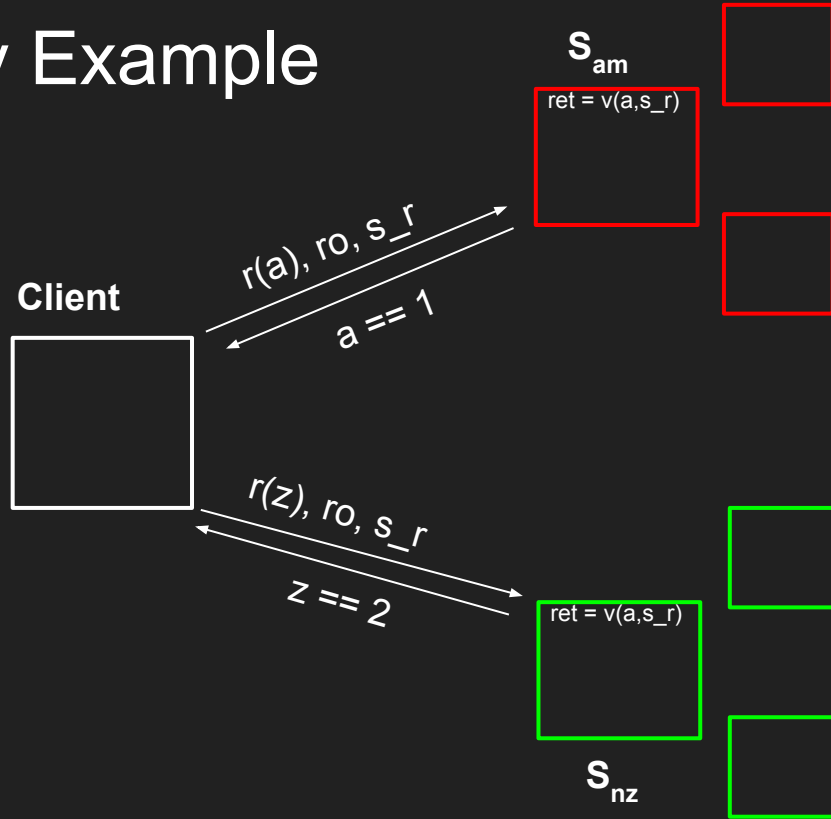 y Example
S_am
ret = v(a,s_r)
r(a), ro, s_r
a == 1
Client
r(z), ro, s_r
z == 2
ret = v(a,s_r)
S_nz